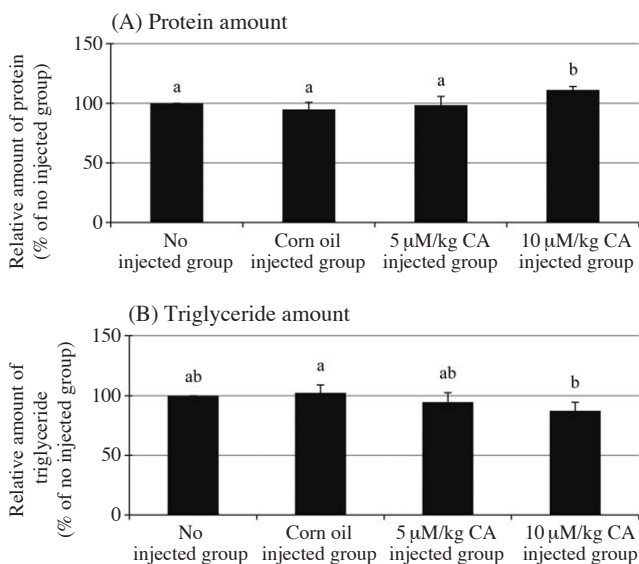 (A) Protein amount
Relative amount of protein
(% of no injected group)
150
100
50
0
a
a
a
b
No
injected group
Corn oil
injected group
5 μM/kg CA
injected group
10 μM/kg CA
injected group
(B) Triglyceride amount
Relative amount of
triglyceride
(% of no injected group)
150
100
50
0
ab
a
ab
b
No
injected group
Corn oil
injected group
5 μM/kg CA
injected group
10 μM/kg CA
injected group